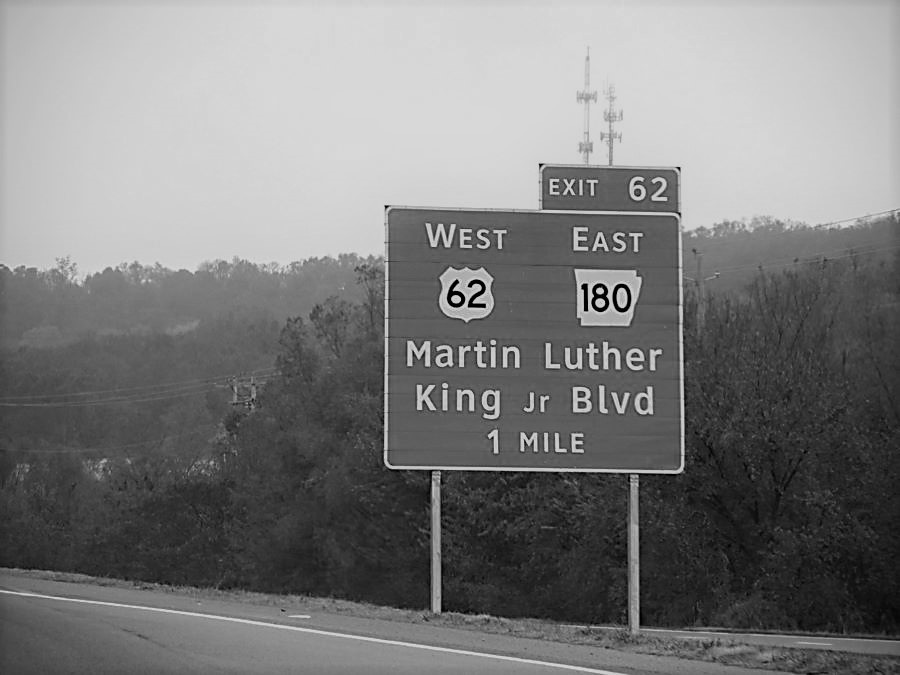 EXIT 62
WEST EAST
62 180
Martin Luther
King Jr Blvd
1 MILE